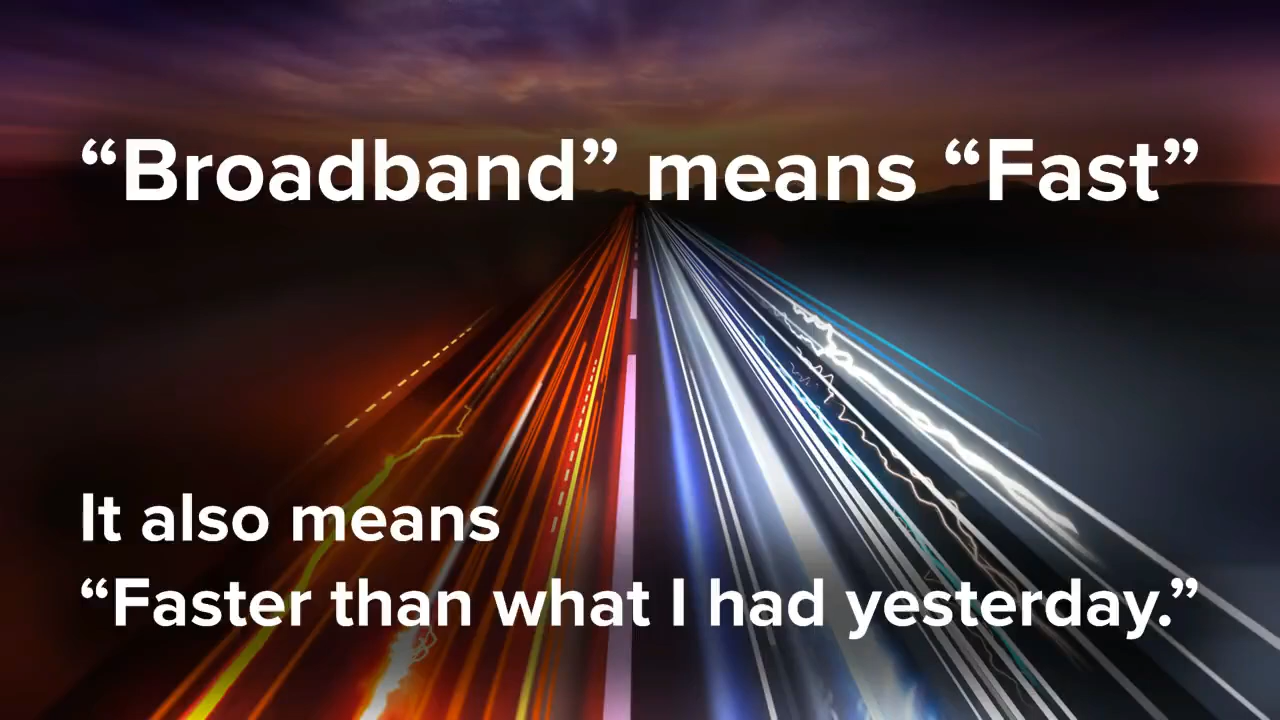 “Broadband” means “Fast”
It also means
“Faster than what I had yesterday.”